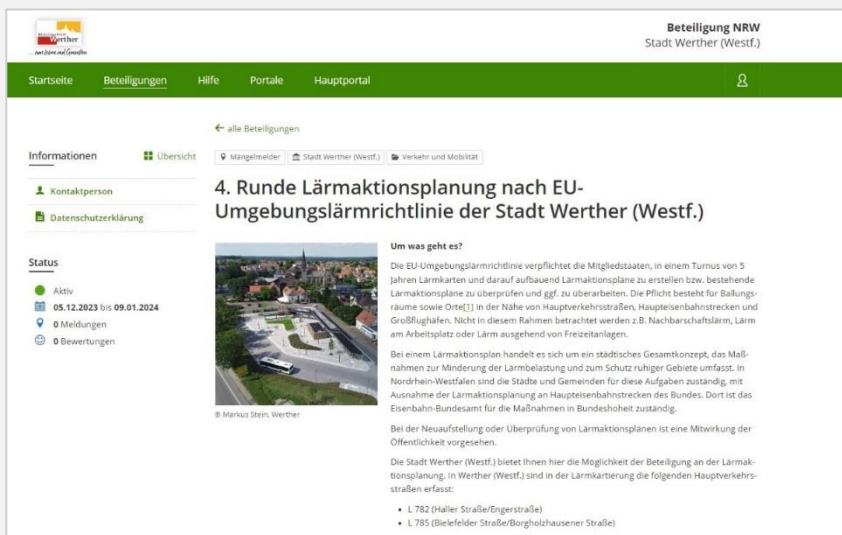 Werther
Beteiligung NRW
Stadt Werther (Westf.)
Startseite Beteiligungen Hilfe Portale Hauptportal
← alle Beteiligungen
Informationen Übersicht
Mängelmelder Stadt Werther (Westf.) Verkehr und Mobilität
Kontaktperson
Datenschutzerklärung
4. Runde Lärmaktionsplanung nach EU-
Umgebungslärmrichtlinie der Stadt Werther (Westf.)
Status
Aktiv
05.12.2023 bis 09.01.2024
0 Meldungen
0 Bewertungen
® Markus Stein, Werther
Um was geht es?
Die EU-Umgebungslärmrichtlinie verpflichtet die Mitgliedstaaten, in einem Turnus von 5
Jahren Lärmkarten und darauf aufbauend Lärmaktionspläne zu erstellen bzw. bestehende
Lärmaktionspläne zu überprüfen und ggf. zu überarbeiten. Die Pflicht besteht für Ballungs-
räume sowie Orte[1] in der Nähe von Hauptverkehrsstraßen, Haupteisenbahnstrecken und
Großflughäfen. Nicht in diesem Rahmen betrachtet werden z.B. Nachbarschaftslärm, Lärm
am Arbeitsplatz oder Lärm ausgehend von Freizeitanlagen.
Bei einem Lärmaktionsplan handelt es sich um ein städtisches Gesamtkonzept, das Maß-
nahmen zur Minderung der Lärmbelastung und zum Schutz ruhiger Gebiete umfasst. In
Nordrhein-Westfalen sind die Städte und Gemeinden für diese Aufgaben zuständig, mit
Ausnahme der Lärmaktionsplanung an Haupteisenbahnstrecken des Bundes. Dort ist das
Eisenbahn-Bundesamt für die Maßnahmen in Bundeshoheit zuständig.
Bei der Neuaufstellung oder Überprüfung von Lärmaktionsplänen ist eine Mitwirkung der
Öffentlichkeit vorgesehen.
Die Stadt Werther (Westf.) bietet Ihnen hier die Möglichkeit der Beteiligung an der Lärmak-
tionsplanung. In Werther (Westf.) sind in der Lärmkartierung die folgenden Hauptverkehrs-
straßen erfasst:
• L 782 (Haller Straße/Engerstraße)
• L 785 (Bielefelder Straße/Borgholzhausener Straße)